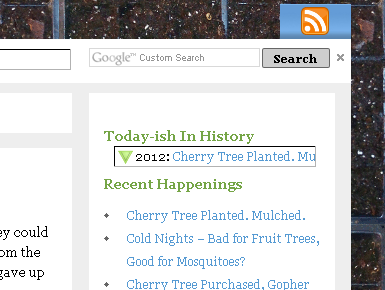 Google™ Custom Search
Search ×
Today-ish In History
2012: Cherry Tree Planted. Mu
Recent Happenings
ey could
om the
gave up
• Cherry Tree Planted. Mulched.
• Cold Nights – Bad for Fruit Trees,
Good for Mosquitoes?
• Cherry Tree Purchased, Gopher